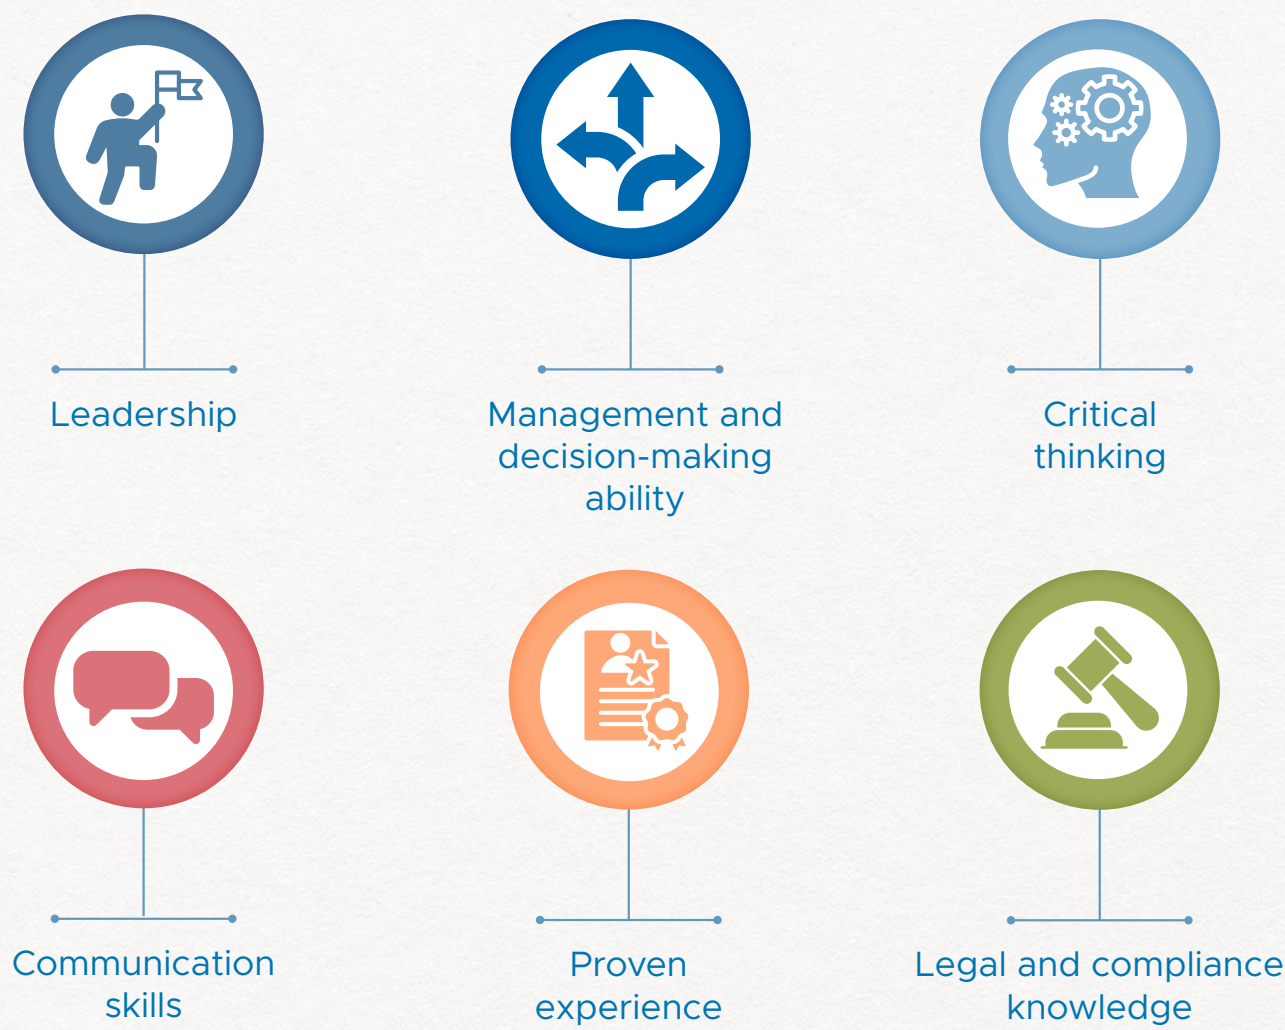 Leadership
Management and
decision-making
ability
Critical
thinking
Communication
skills
Proven
experience
Legal and compliance
knowledge